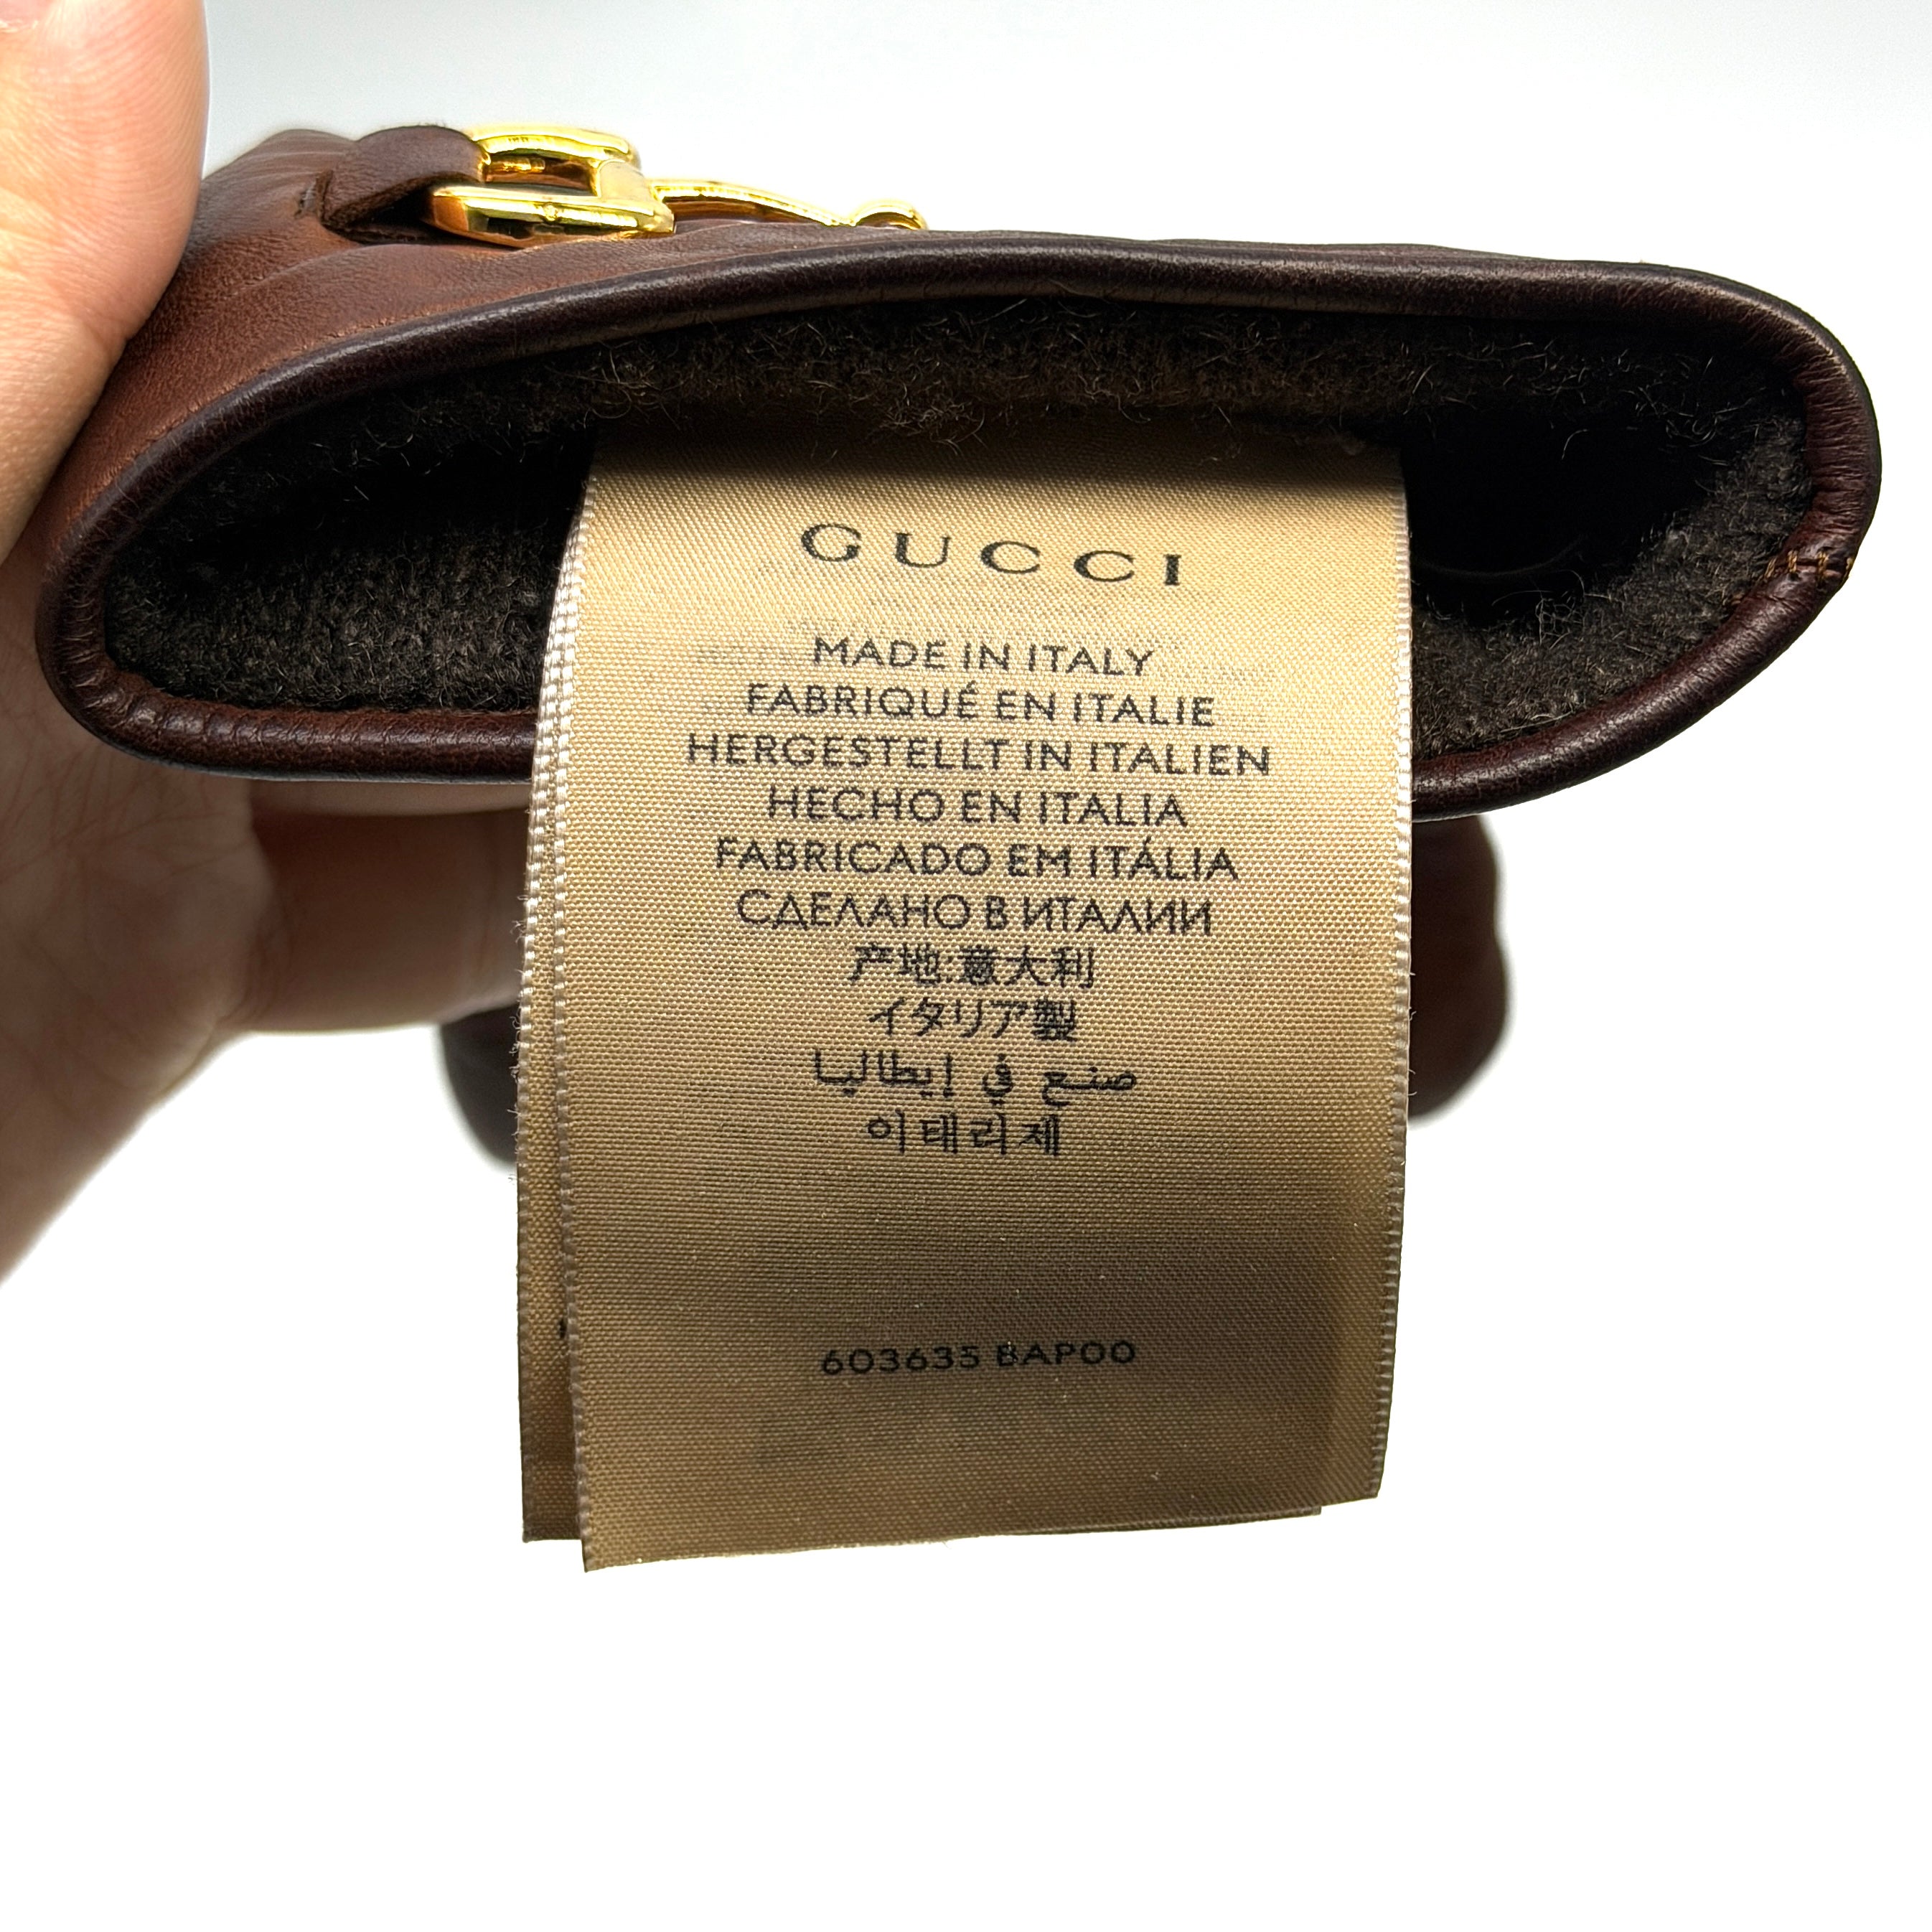 GUCCI
MADE IN ITALY
FABRIQUÉ EN ITALIE
HERGESTELLT IN ITALIEN
HECHO EN ITALIA
FABRICADO EM ITÁLIA
СДЕЛАНО В ИТАЛИИ
产地:意大利
イタリア製
صنع في إيطاليا
이태리제
603635 BAP00